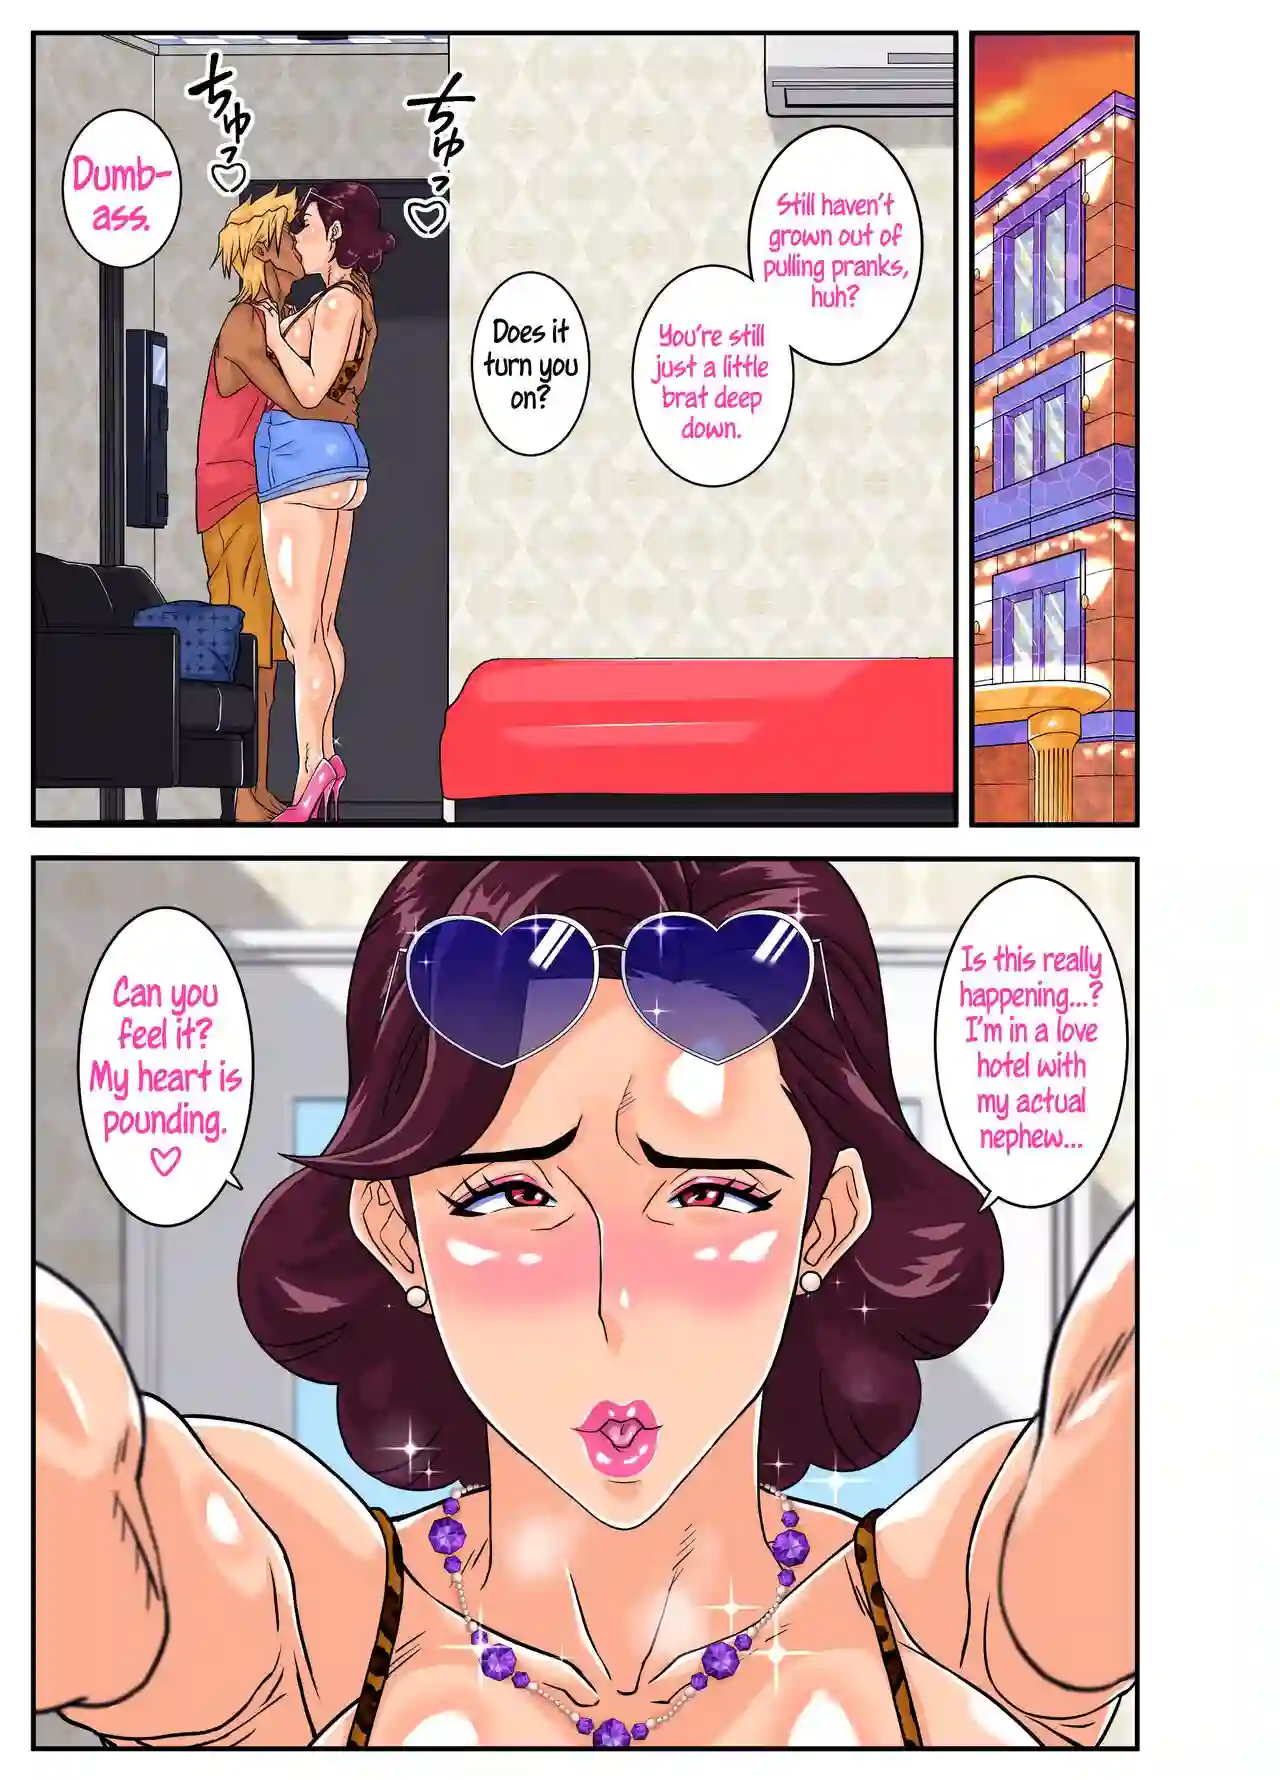 Still haven't
grown out of
pulling pranks,
huh?
You're still
just a little
brat deep
down.
Does it
turn you
on?
ちゅっ♡
ちゅっ♡
Dumb-
ass.
Is this really
happening...?
I'm in a love
hotel with
my actual
nephew...
Can you
feel it?
My heart is
pounding.
♡